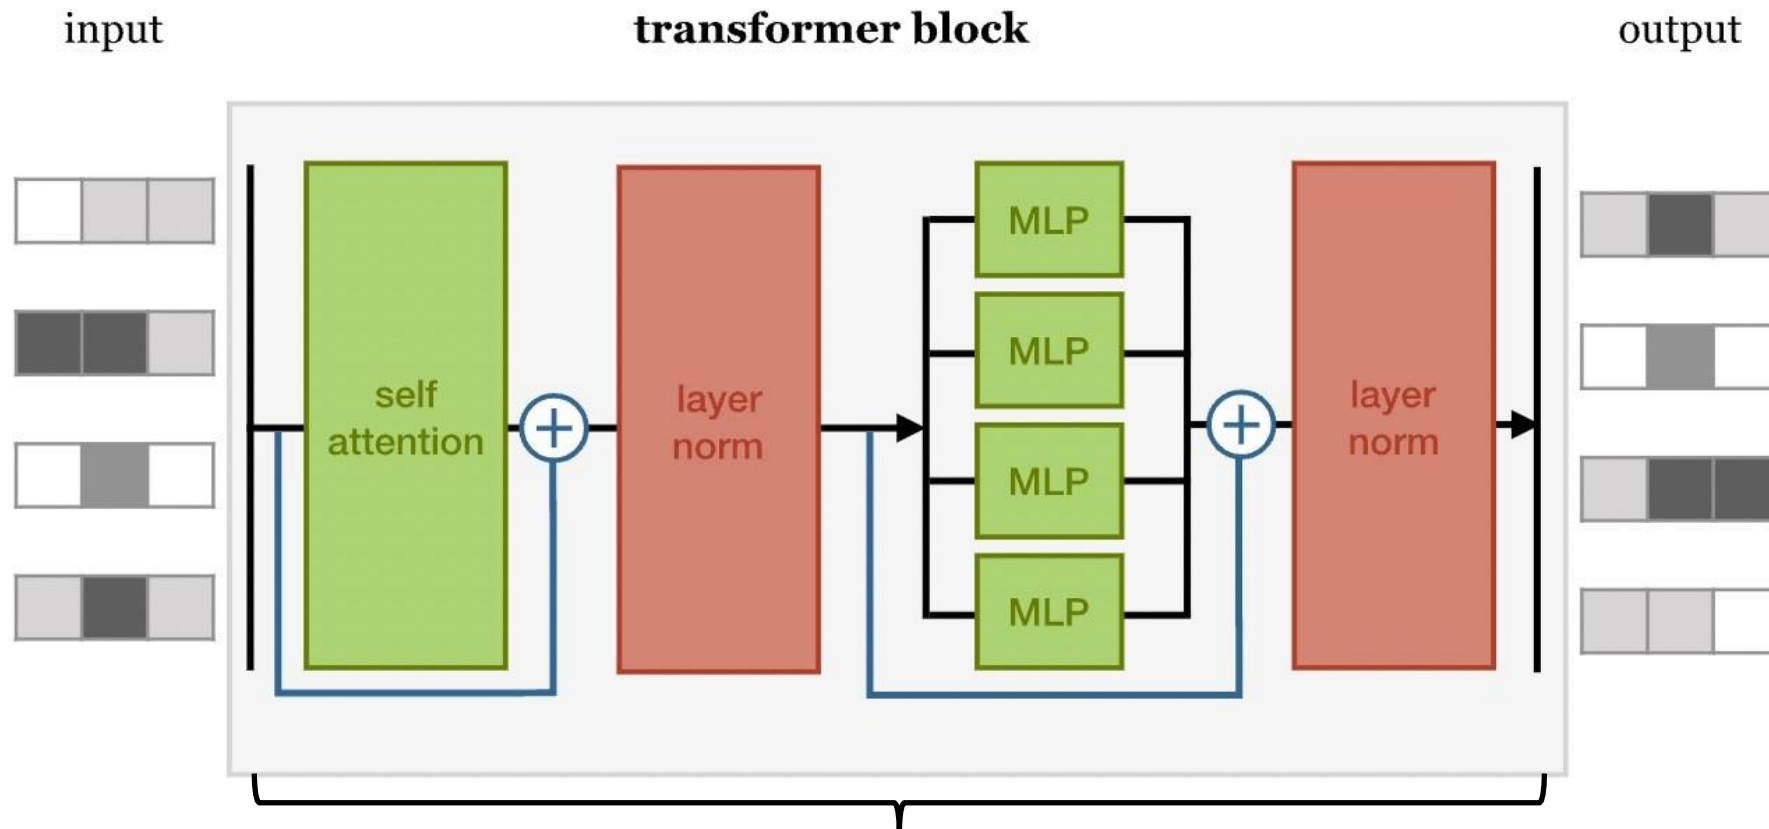 input
transformer block
output
self
attention
layer
norm
MLP
MLP
MLP
MLP
layer
norm